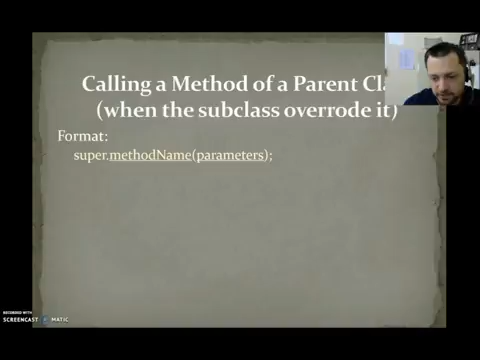 Calling a Method of a Parent Cla
(when the subclass overrode it)
Format:
super.methodName(parameters);
RECORDED WITH
SCREENCAST MATIC